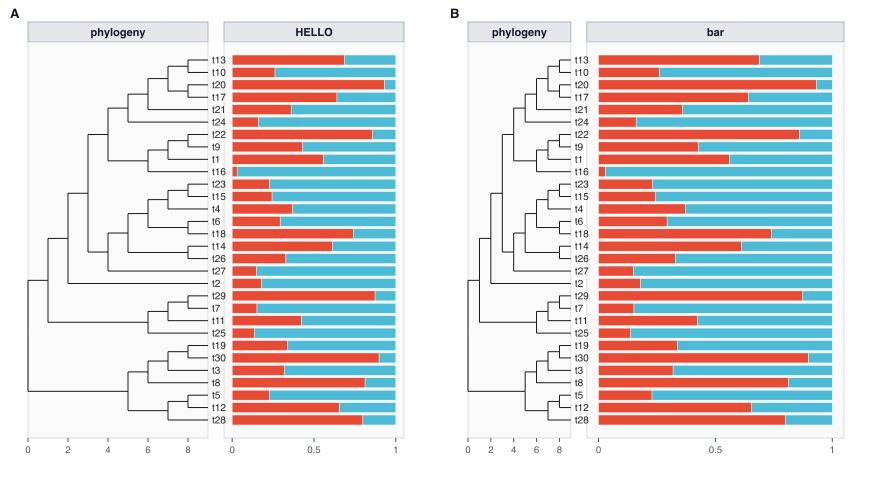 A
phylogeny HELLO
t13
t10
t20
t17
t21
t24
t22
t9
t1
t16
t23
t15
t4
t6
t18
t14
t26
t27
t2
t29
t7
t11
t25
t19
t30
t3
t8
t5
t12
t28
0 2 4 6 8 0 0.5 1
B
phylogeny bar
t13
t10
t20
t17
t21
t24
t22
t9
t1
t16
t23
t15
t4
t6
t18
t14
t26
t27
t2
t29
t7
t11
t25
t19
t30
t3
t8
t5
t12
t28
0 2 4 6 8 0 0.5 1